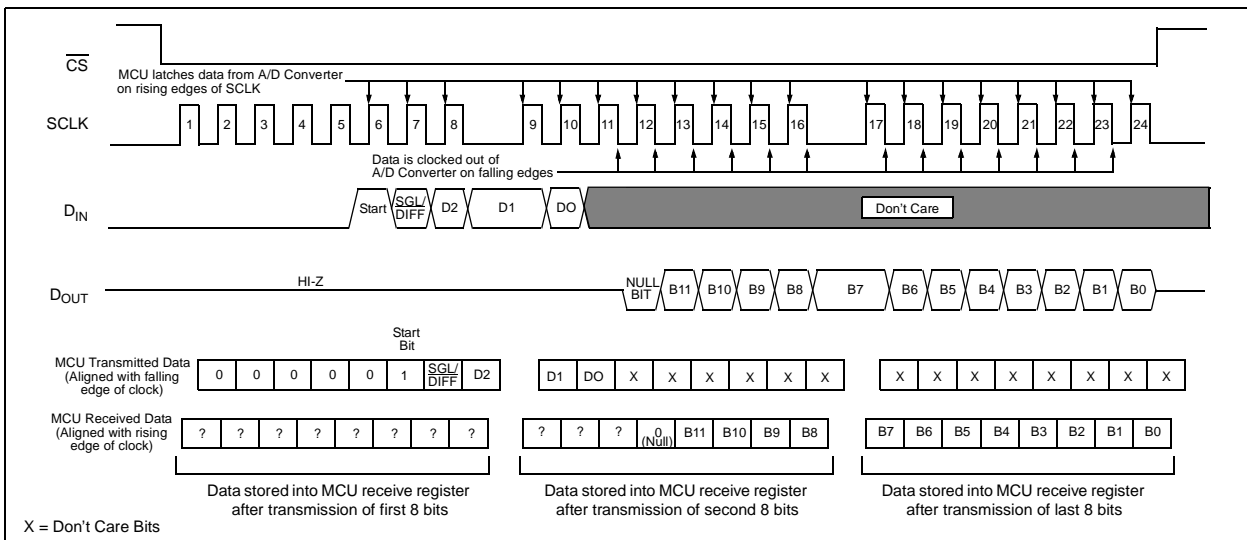 CS
MCU latches data from A/D Converter
on rising edges of SCLK
SCLK
1 2 3 4 5 6 7 8 9 10 11 12 13 14 15 16 17 18 19 20 21 22 23 24
Data is clocked out of
A/D Converter on falling edges
DIN
Start SGL/DIFF D2 D1 DO Don't Care
HI-Z
DOUT
NULL BIT B11 B10 B9 B8 B7 B6 B5 B4 B3 B2 B1 B0
Start
Bit
MCU Transmitted Data
(Aligned with falling
edge of clock)
0 0 0 0 0 1 SGL/DIFF D2 D1 DO X X X X X X X X X X X X X X
MCU Received Data
(Aligned with rising
edge of clock)
? ? ? ? ? ? ? ? ? ? ? 0 (Null) B11 B10 B9 B8 B7 B6 B5 B4 B3 B2 B1 B0
Data stored into MCU receive register
after transmission of first 8 bits
Data stored into MCU receive register
after transmission of second 8 bits
Data stored into MCU receive register
after transmission of last 8 bits
X = Don't Care Bits